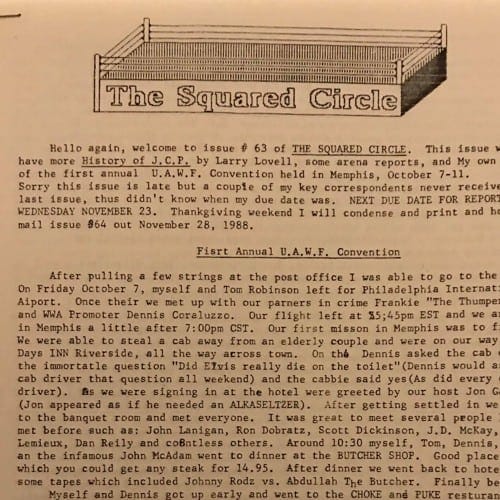 The Squared Circle
Hello again, welcome to issue # 63 of THE SQUARED CIRCLE. This issue
have more History of J.C.P. by Larry Lovell, some arena reports, and My own
of the first annual U.A.W.F. Convention held in Memphis, October 7-11.
Sorry this issue is late but a couple of my key correspondents never receive
last issue, thus didn't know when my due date was. NEXT DUE DATE FOR REPORT
WEDNESDAY NOVEMBER 23. Thankgiving weekend I will condense and print and
mail issue #64 out November 28, 1988.
Fisrt Annual U.A.W.F. Convention
After pulling a few strings at the post office I was able to go to the
On Friday October 7, myself and Tom Robinson left for Philadelphia Internati
Aiport. Once their we met up with our parners in crime Frankie "The Thumper
and WWA Promoter Dennis Coraluzzo. Our flight left at 5;45pm EST and we
in Memphis a little after 7:00pm CST. Our first misson in Memphis was to
We were able to steal a cab away from an elderly couple and were on our way
Days INN Riverside, all the way across town. On the Dennis asked the cab
the immortatle question "Did Elvis really die on the toilet"(Dennis would
cab driver that question all weekend) and the cabbie said yes(As did every
driver). As we were signing in at the hotel were greeted by our host Jon
(Jon appeared as if he needed an ALKASELTZER). After getting settled in we
to the banquet room and met everyone. It was great to meet several people
met before such as: John Lanigan, Ron Dobratz, Scott Dickinson, J.D. McKay,
Lemieux, Dan Reily and countless others. Around 10:30 myself, Tom, Dennis,
an the infamous John McAdam went to dinner at the BUTCHER SHOP. Good place
which you could get any steak for 14.95. After dinner we went back to hote
some tapes which included Johnny Rodz vs. Abdullah The Butcher. Finally
Myself and Dennis got up early and went to the CHOKE and PUKE